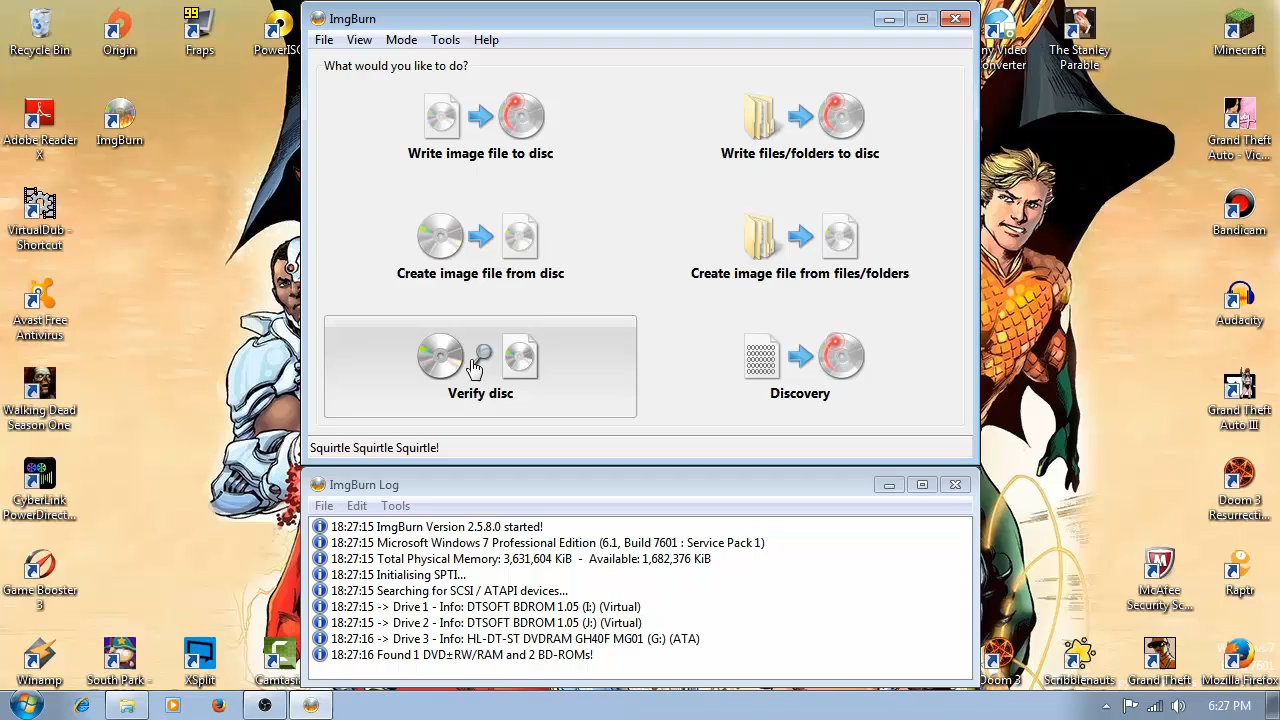 Recycle Bin
Origin
99
Fraps
PowerISO
Adobe Reader
X
ImgBurn
VirtualDub -
Shortcut
Avast Free
Antivirus
Walking Dead
Season One
CyberLink
PowerDirect...
Game Booster
3
Winamp
South Park -
XSplit
Camtasi
ImgBurn
File View Mode Tools Help
What would you like to do?
Write image file to disc
Write files/folders to disc
Create image file from disc
Create image file from files/folders
Verify disc
Discovery
Squirtle Squirtle Squirtle!
ImgBurn Log
File Edit Tools
18:27:15 ImgBurn Version 2.5.8.0 started!
18:27:15 Microsoft Windows 7 Professional Edition (6.1, Build 7601 : Service Pack 1)
18:27:15 Total Physical Memory: 3,631,604 KiB - Available: 1,682,376 KiB
18:27:15 Initialising SPTI...
18:27:15 Searching for SCSI / ATAPI devices...
18:27:15 -> Drive 1 - Info: DTSOFT BDROM 1.05 (I:) (Virtual)
18:27:15 -> Drive 2 - Info: DTSOFT BDROM 1.05 (J:) (Virtual)
18:27:16 -> Drive 3 - Info: HL-DT-ST DVDRAM GH40F MG01 (G:) (ATA)
18:27:16 Found 1 DVD±RW/RAM and 2 BD-ROMs!
ny Video
onverter
The Stanley
Parable
Minecraft
Grand Theft
Auto - Vic...
Bandicam
Audacity
Grand Theft
Auto III
Doom 3
Resurrecti...
McAfee
Security Sc...
Raptr
Doom 3
Scribblenauts
Grand Theft
Mozilla Firefox
6:27 PM